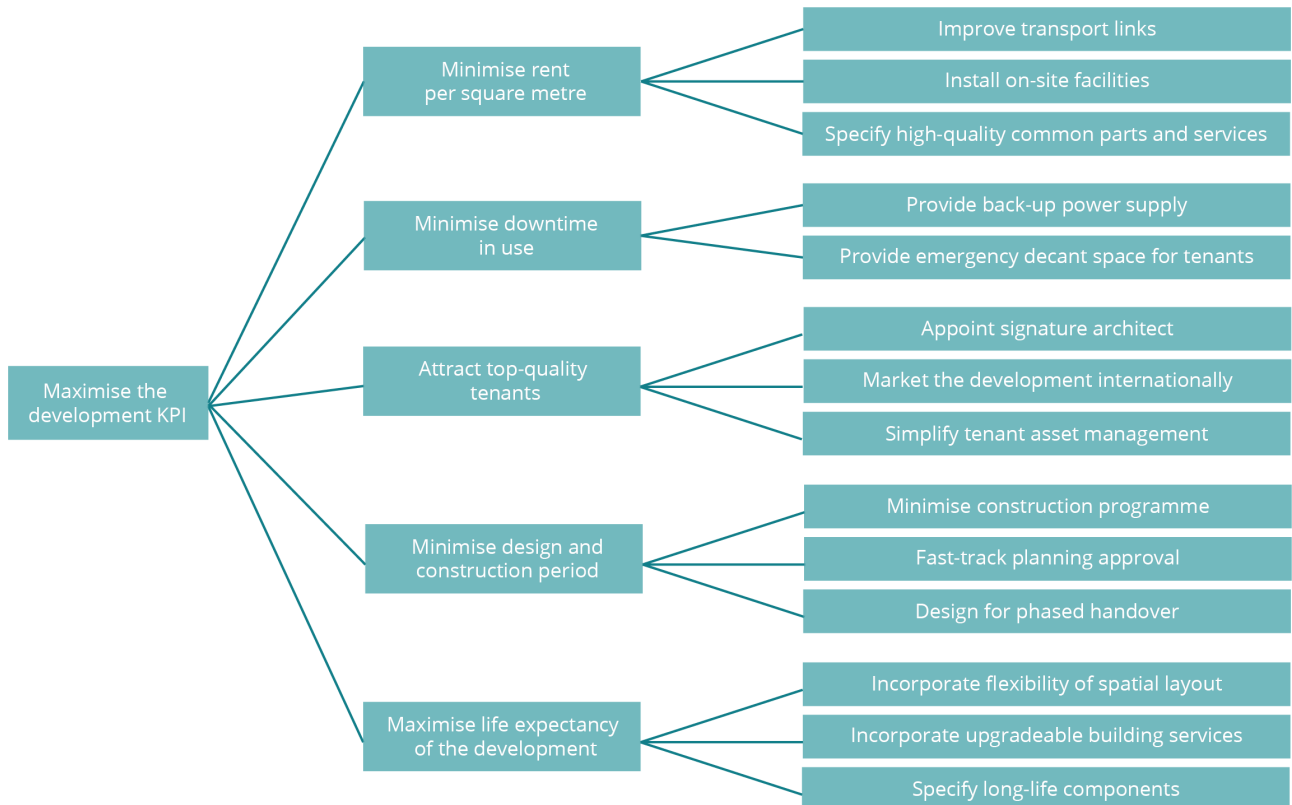 Maximise the
development KPI
Minimise rent
per square metre
Improve transport links
Install on-site facilities
Specify high-quality common parts and services
Minimise downtime
in use
Provide back-up power supply
Provide emergency decant space for tenants
Attract top-quality
tenants
Appoint signature architect
Market the development internationally
Simplify tenant asset management
Minimise design and
construction period
Minimise construction programme
Fast-track planning approval
Design for phased handover
Maximise life expectancy
of the development
Incorporate flexibility of spatial layout
Incorporate upgradeable building services
Specify long-life components